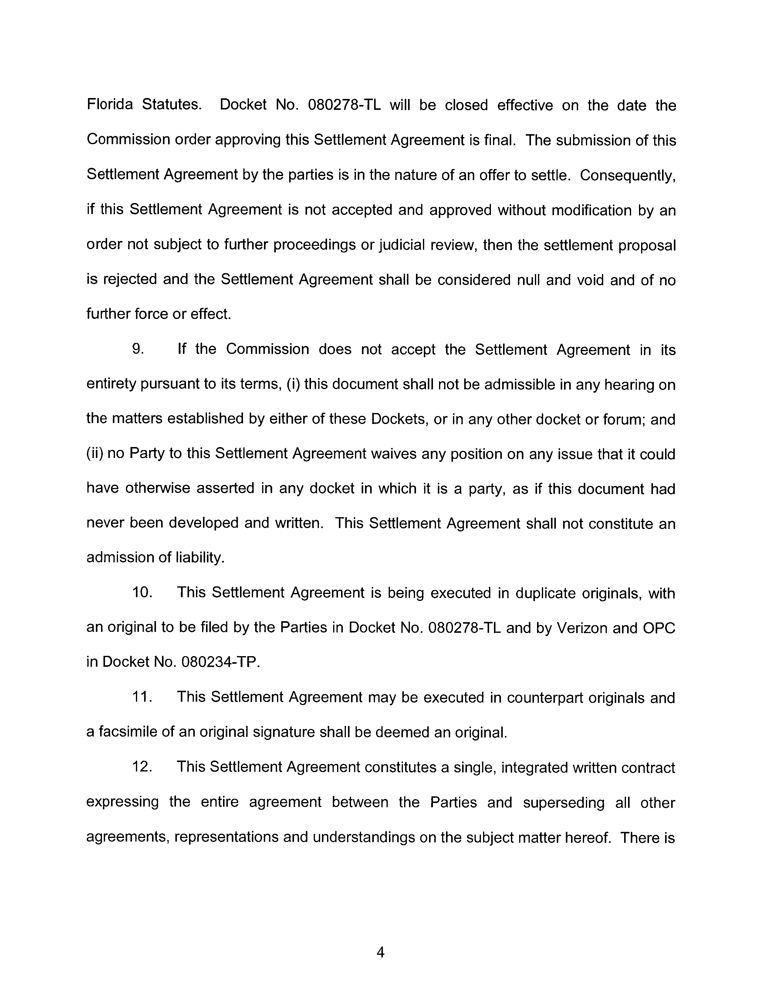 Florida Statutes. Docket No. 080278-TL will be closed effective on the date the
Commission order approving this Settlement Agreement is final. The submission of this
Settlement Agreement by the parties is in the nature of an offer to settle. Consequently,
if this Settlement Agreement is not accepted and approved without modification by an
order not subject to further proceedings or judicial review, then the settlement proposal
is rejected and the Settlement Agreement shall be considered null and void and of no
further force or effect.
9. If the Commission does not accept the Settlement Agreement in its
entirety pursuant to its terms, (i) this document shall not be admissible in any hearing on
the matters established by either of these Dockets, or in any other docket or forum; and
(ii) no Party to this Settlement Agreement waives any position on any issue that it could
have otherwise asserted in any docket in which it is a party, as if this document had
never been developed and written. This Settlement Agreement shall not constitute an
admission of liability.
10. This Settlement Agreement is being executed in duplicate originals, with
an original to be filed by the Parties in Docket No. 080278-TL and by Verizon and OPC
in Docket No. 080234-TP.
11. This Settlement Agreement may be executed in counterpart originals and
a facsimile of an original signature shall be deemed an original.
12. This Settlement Agreement constitutes a single, integrated written contract
expressing the entire agreement between the Parties and superseding all other
agreements, representations and understandings on the subject matter hereof. There is
4